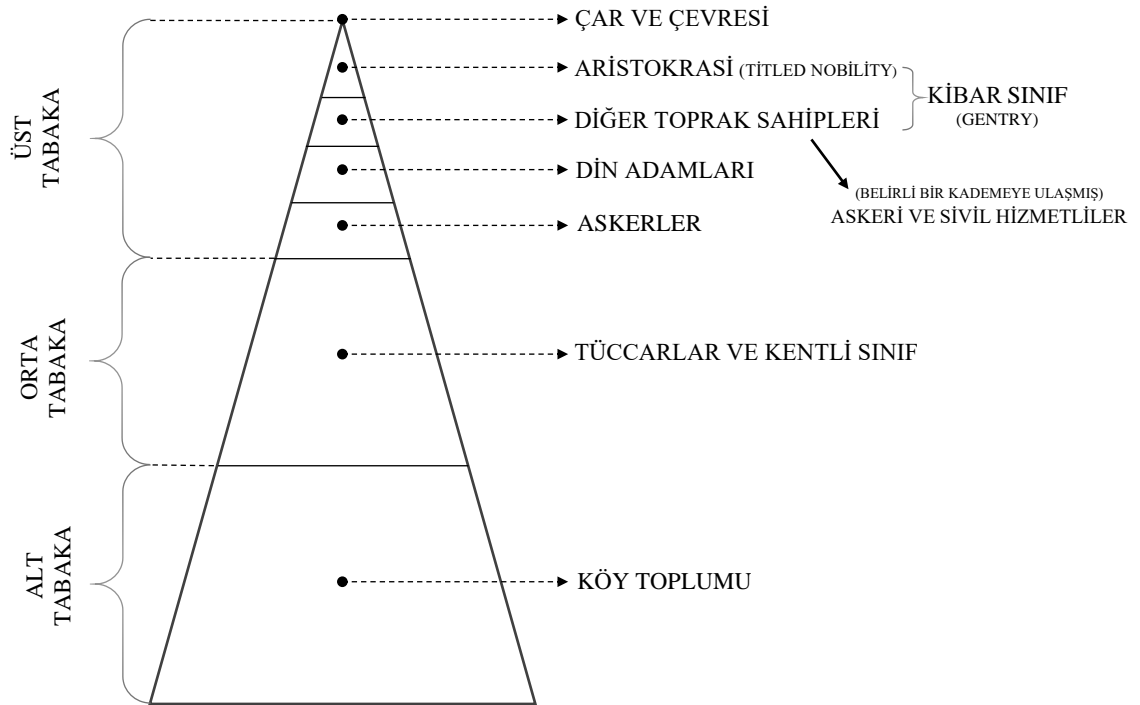 ÜST
TABAKA
ORTA
TABAKA
ALT
TABAKA
ÇAR VE ÇEVRESİ
ARİSTOKRASİ (TİTLED NOBİLİTY)
DİĞER TOPRAK SAHİPLERİ
KİBAR SINIF
(GENTRY)
DİN ADAMLARI
(BELİRLİ BİR KADEMEYE ULAŞMIŞ)
ASKERİ VE SİVİL HİZMETLİLER
ASKERLER
TÜCCARLAR VE KENTLİ SINIF
KÖY TOPLUMU